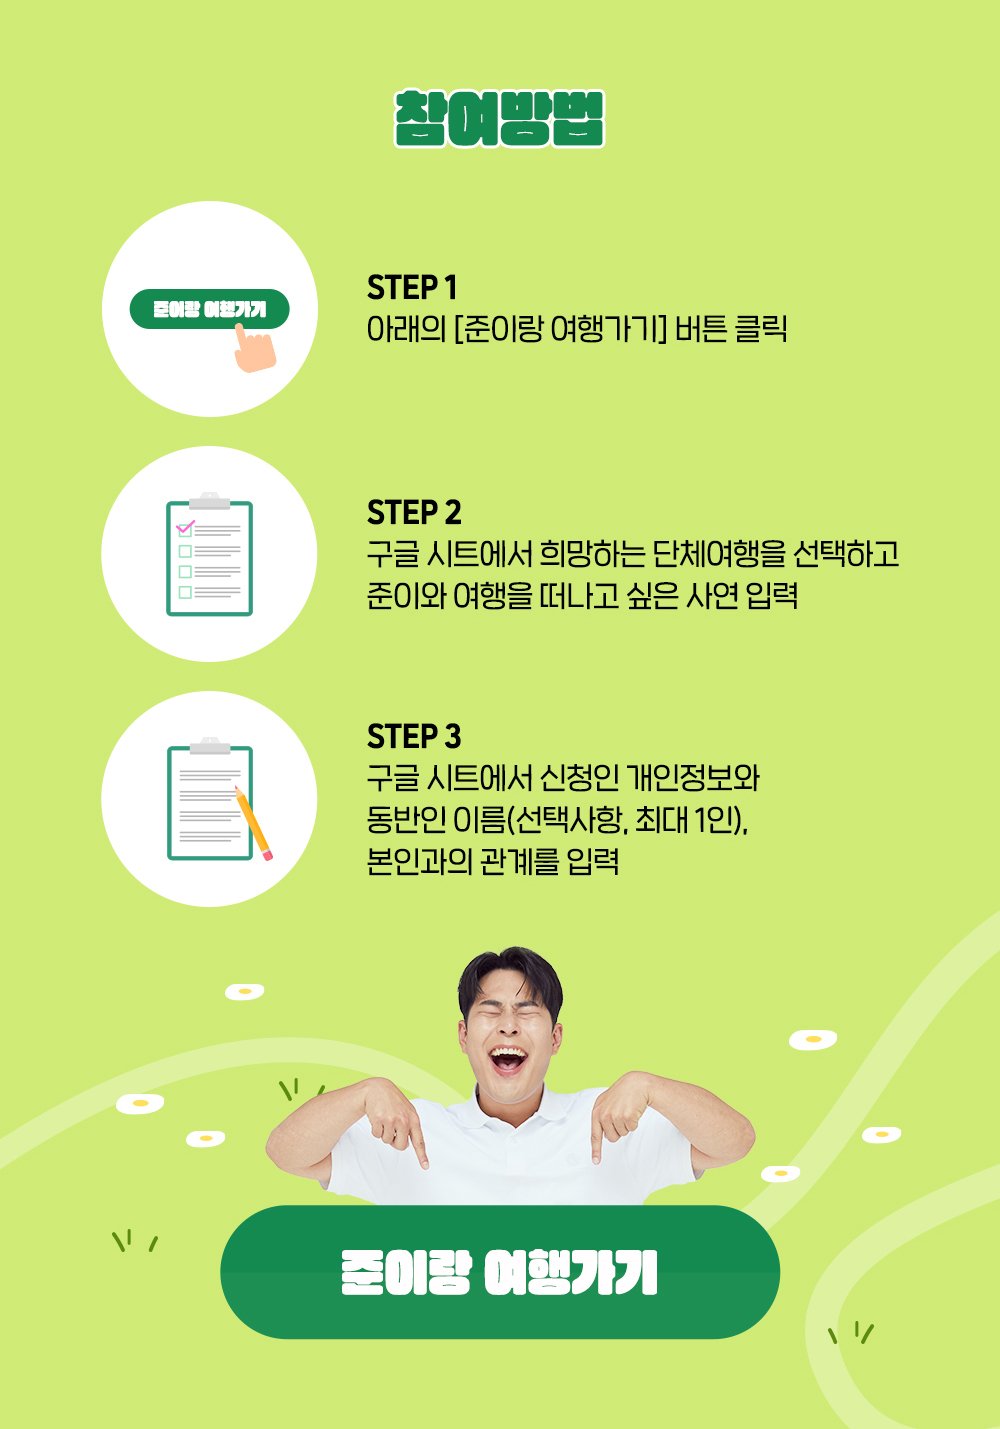 참여방법
준이랑 여행가기
STEP 1
아래의 [준이랑 여행가기] 버튼 클릭
STEP 2
구글 시트에서 희망하는 단체여행을 선택하고
준이와 여행을 떠나고 싶은 사연 입력
STEP 3
구글 시트에서 신청인 개인정보와
동반인 이름(선택사항, 최대 1인),
본인과의 관계를 입력
준이랑 여행가기